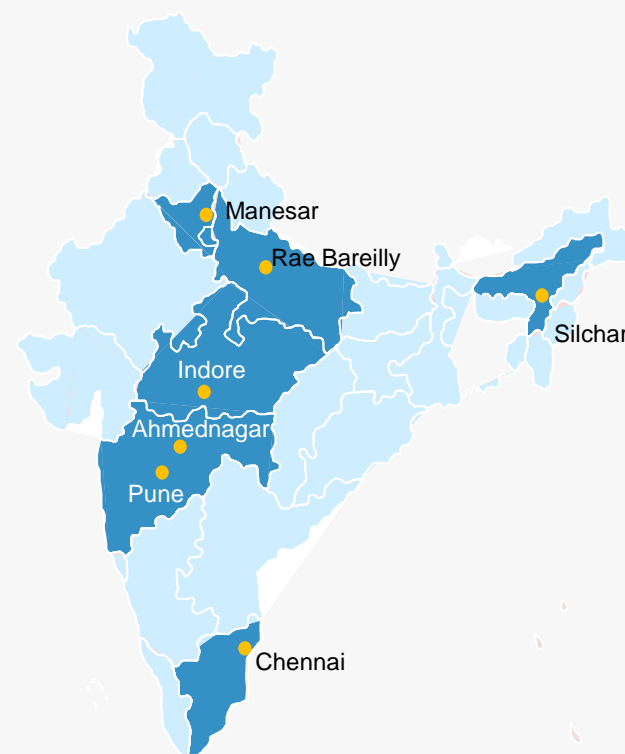 Manesar
Rae Bareilly
Silchar
Indore
Ahmednagar
Pune
Chennai